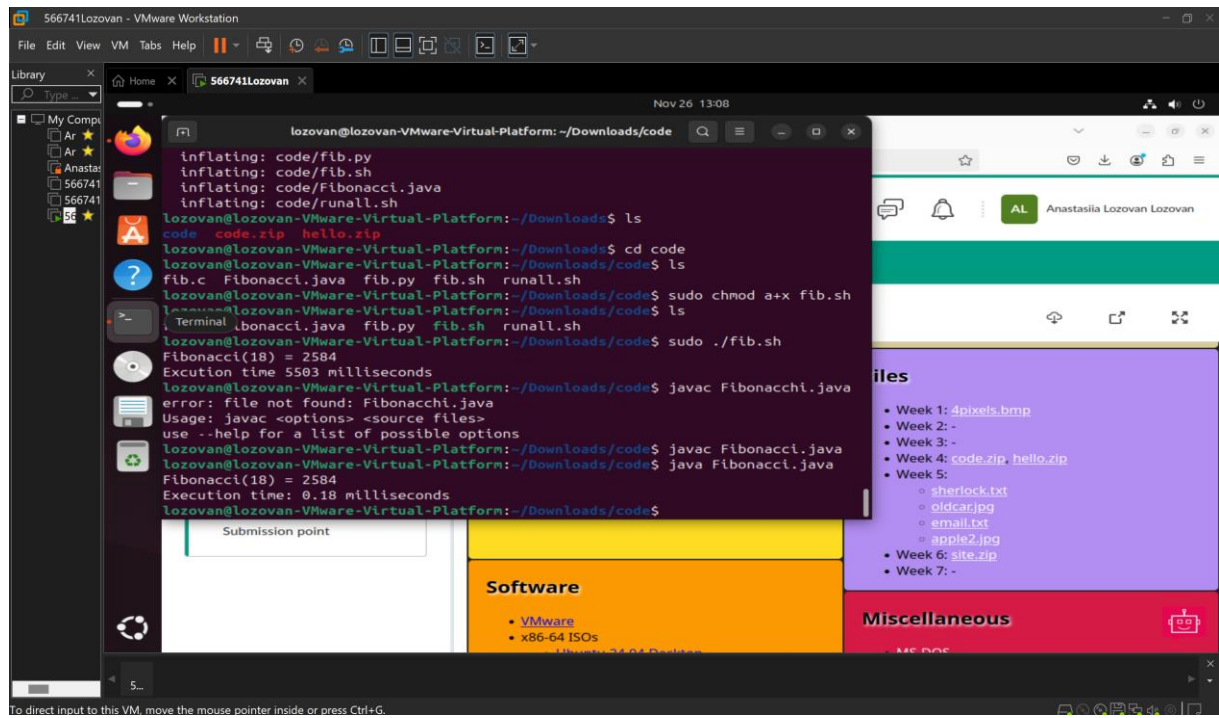 566741Lozovan - VMware Workstation
File Edit View VM Tabs Help
Library
Type ...
My Compu
Ar
Ar
Anastas
566741
566741
56
Home
566741Lozovan
Nov 26 13:08
lozovan@lozovan-VMware-Virtual-Platform: ~/Downloads/code
inflating: code/fib.py
inflating: code/fib.sh
inflating: code/Fibonacci.java
inflating: code/runall.sh
lozovan@lozovan-VMware-Virtual-Platform:~/Downloads$ ls
code code.zip hello.zip
lozovan@lozovan-VMware-Virtual-Platform:~/Downloads$ cd code
lozovan@lozovan-VMware-Virtual-Platform:~/Downloads/code$ ls
fib.c Fibonacci.java fib.py fib.sh runall.sh
lozovan@lozovan-VMware-Virtual-Platform:~/Downloads/code$ sudo chmod a+x fib.sh
lozovan@lozovan-VMware-Virtual-Platform:~/Downloads/code$ ls
Terminal
ibonacci.java fib.py fib.sh runall.sh
lozovan@lozovan-VMware-Virtual-Platform:~/Downloads/code$ sudo ./fib.sh
Fibonacci(18) = 2584
Excution time 5503 milliseconds
lozovan@lozovan-VMware-Virtual-Platform:~/Downloads/code$ javac Fibonacchi.java
error: file not found: Fibonacchi.java
Usage: javac <options> <source files>
use --help for a list of possible options
lozovan@lozovan-VMware-Virtual-Platform:~/Downloads/code$ javac Fibonacci.java
lozovan@lozovan-VMware-Virtual-Platform:~/Downloads/code$ java Fibonacci.java
Fibonacci(18) = 2584
Execution time: 0.18 milliseconds
lozovan@lozovan-VMware-Virtual-Platform:~/Downloads/code$
AL Anastasiia Lozovan Lozovan
Submission point
Software
VMware
x86-64 ISOs
iles
Week 1: 4pixels.bmp
Week 2: -
Week 3: -
Week 4: code.zip, hello.zip
Week 5:
sherlock.txt
oldcar.jpg
email.txt
apple2.jpg
Week 6: site.zip
Week 7: -
Miscellaneous
MS DOS
5...
To direct input to this VM, move the mouse pointer inside or press Ctrl+G.